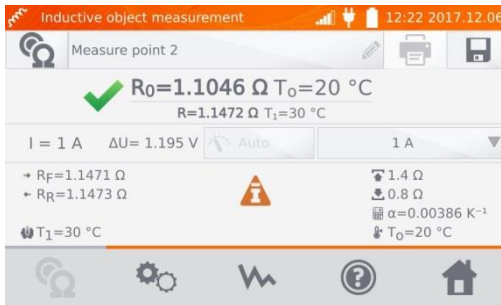 Inductive object measurement 12:22 2017.12.06
Measure point 2
R₀=1.1046 Ω T₀=20 °C
R=1.1472 Ω T₁=30 °C
I = 1 A ΔU= 1.195 V Auto 1 A
RF=1.1471 Ω 1.4 Ω
RR=1.1473 Ω 0.8 Ω
α=0.00386 K⁻¹
T₁=30 °C T₀=20 °C